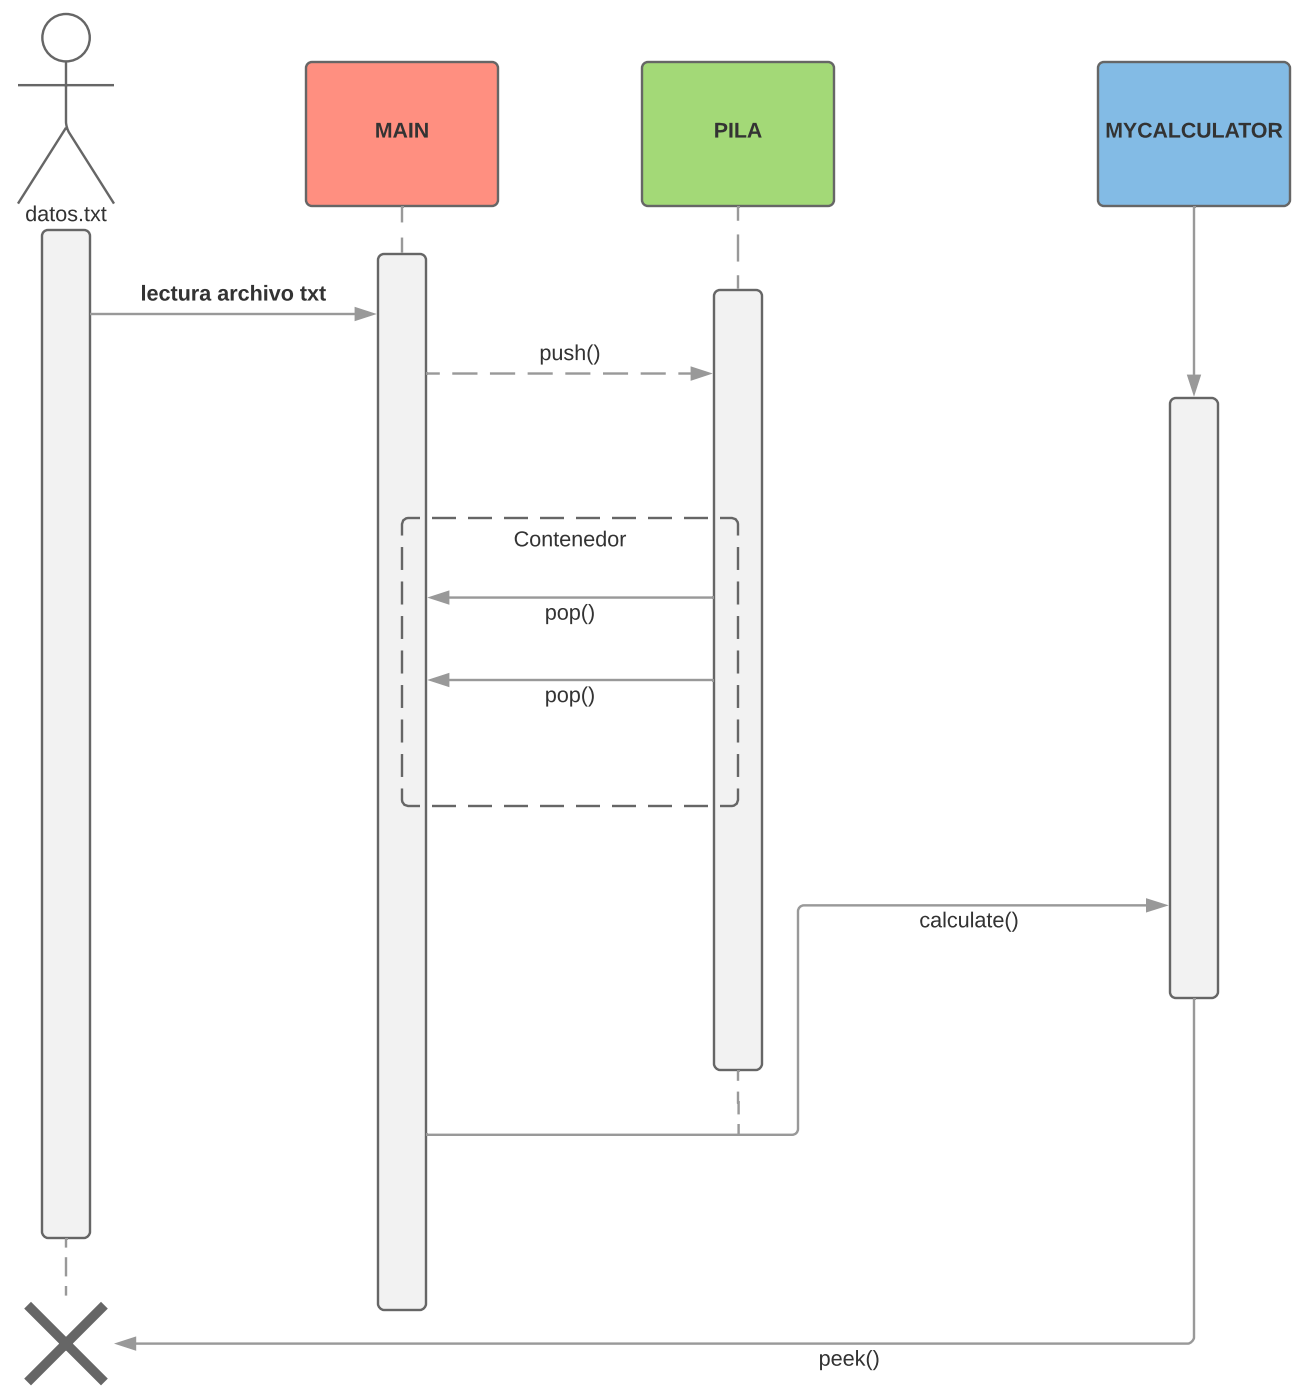 MAIN
PILA
MYCALCULATOR
datos.txt
lectura archivo txt
push()
Contenedor
pop()
pop()
calculate()
peek()